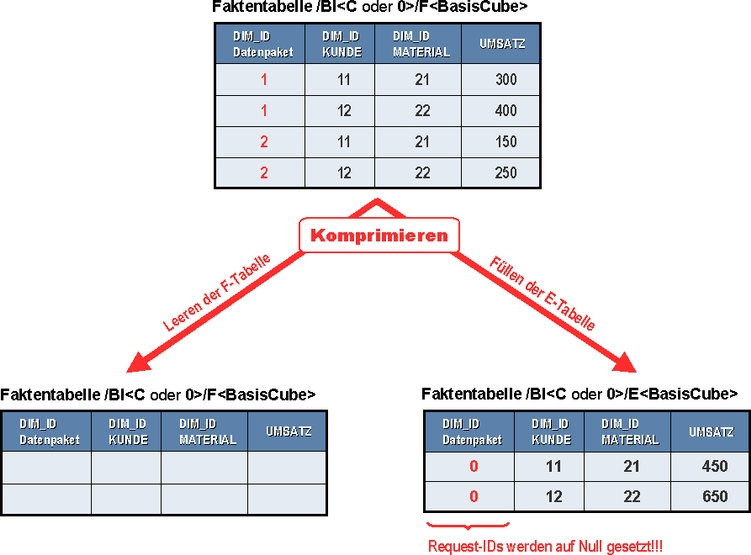 Faktentabelle /BI<C oder 0>/F<BasisCube>
DIM_ID Datenpaket DIM_ID KUNDE DIM_ID MATERIAL UMSATZ
1 11 21 300
1 12 22 400
2 11 21 150
2 12 22 250
Komprimieren
Leeren der F-Tabelle
Füllen der E-Tabelle
Faktentabelle /BI<C oder 0>/F<BasisCube>
DIM_ID Datenpaket DIM_ID KUNDE DIM_ID MATERIAL UMSATZ
Faktentabelle /BI<C oder 0>/E<BasisCube>
DIM_ID Datenpaket DIM_ID KUNDE DIM_ID MATERIAL UMSATZ
0 11 21 450
0 12 22 650
Request-IDs werden auf Null gesetzt!!!